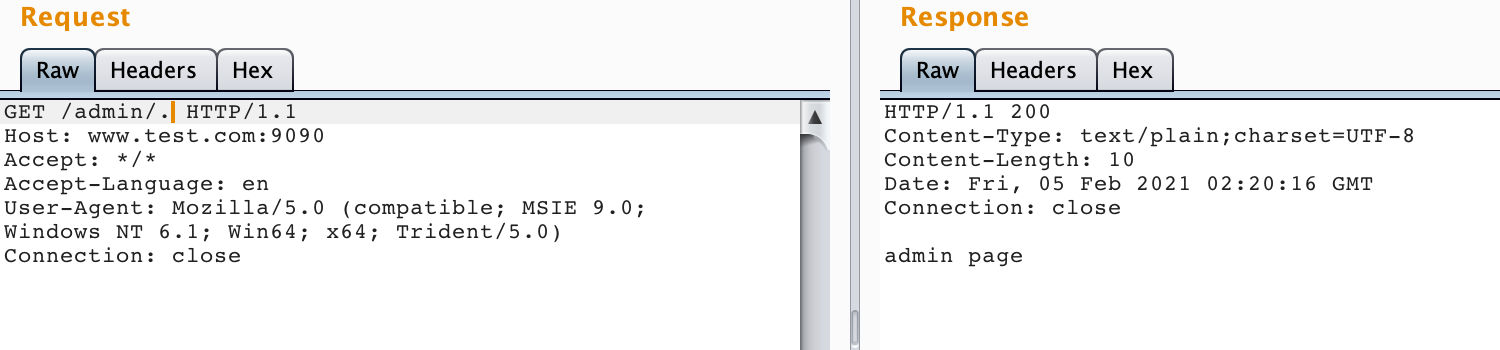 Request
Raw Headers Hex
GET /admin/. HTTP/1.1
Host: www.test.com:9090
Accept: */*
Accept-Language: en
User-Agent: Mozilla/5.0 (compatible; MSIE 9.0;
Windows NT 6.1; Win64; x64; Trident/5.0)
Connection: close
Response
Raw Headers Hex
HTTP/1.1 200
Content-Type: text/plain;charset=UTF-8
Content-Length: 10
Date: Fri, 05 Feb 2021 02:20:16 GMT
Connection: close
admin page